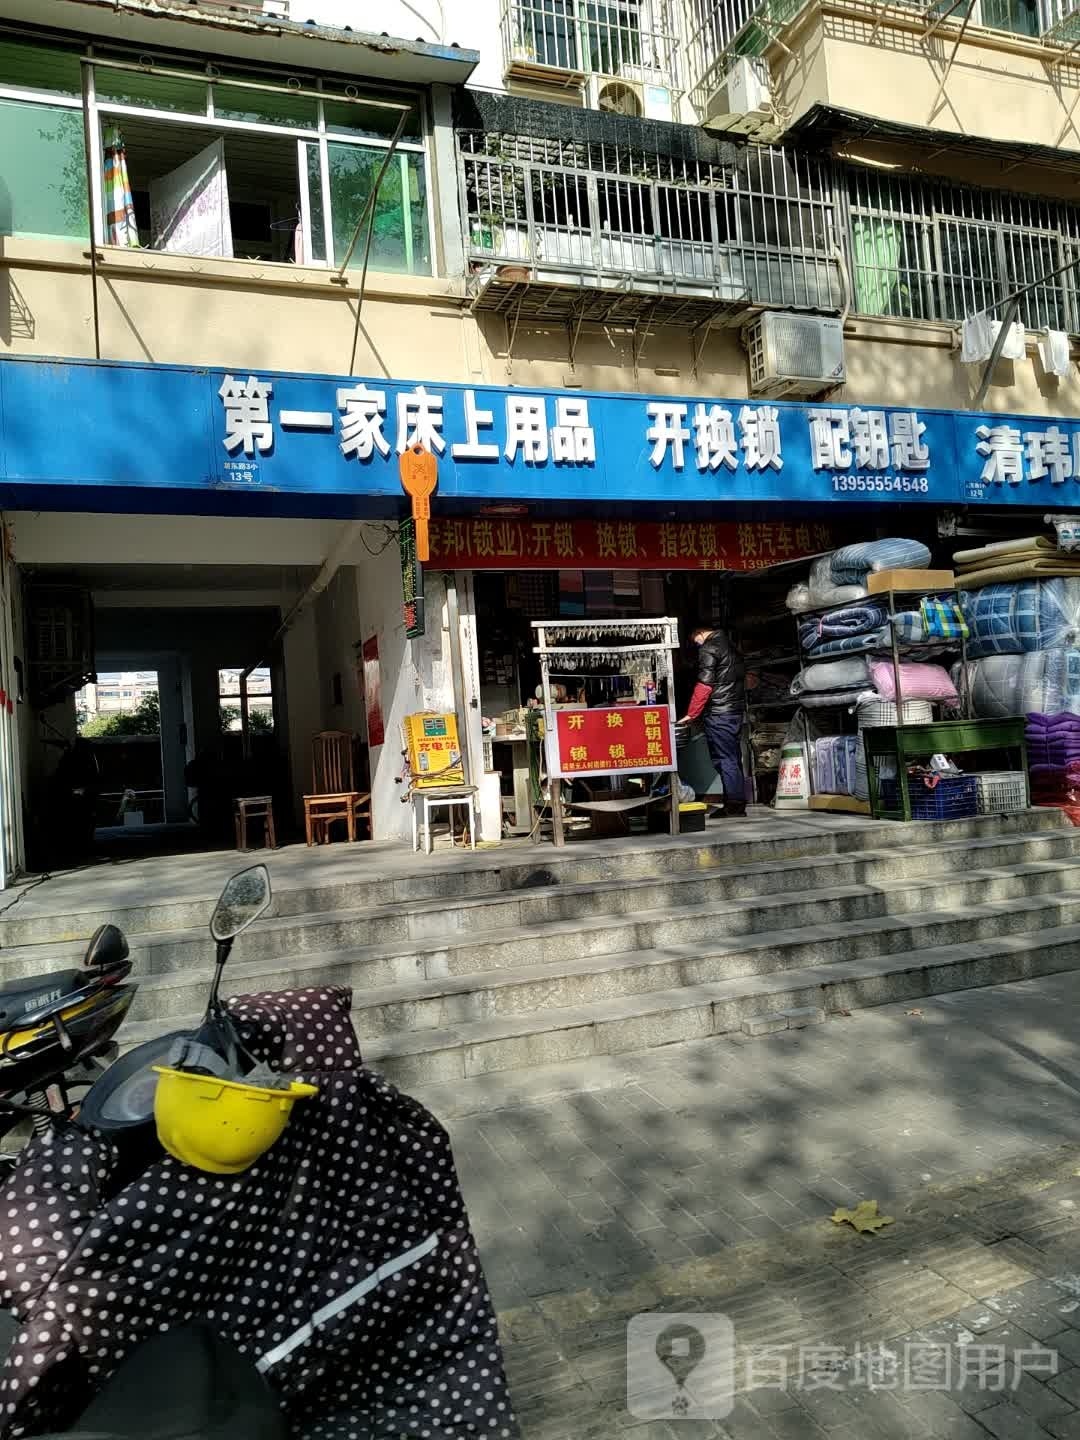 第一家床上用品 开换锁 配钥匙
13955554548
清玮
13号
12号
安邦(锁业):开锁、换锁、指纹锁、换汽车电池
手机：1395
开换配
锁锁钥匙
13955554548
充电站
源
百度地图用户